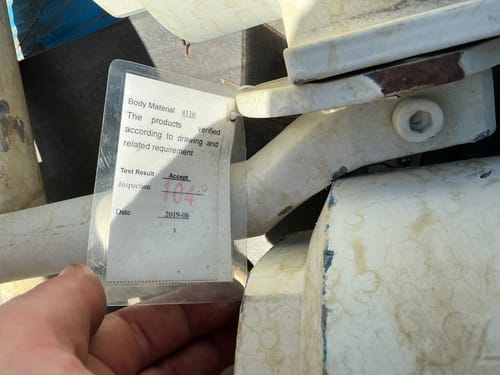 Body Material 4130
The products verified
according to drawing and
related requirement
Test Result Accept
Inspection 104
Date 2019-06